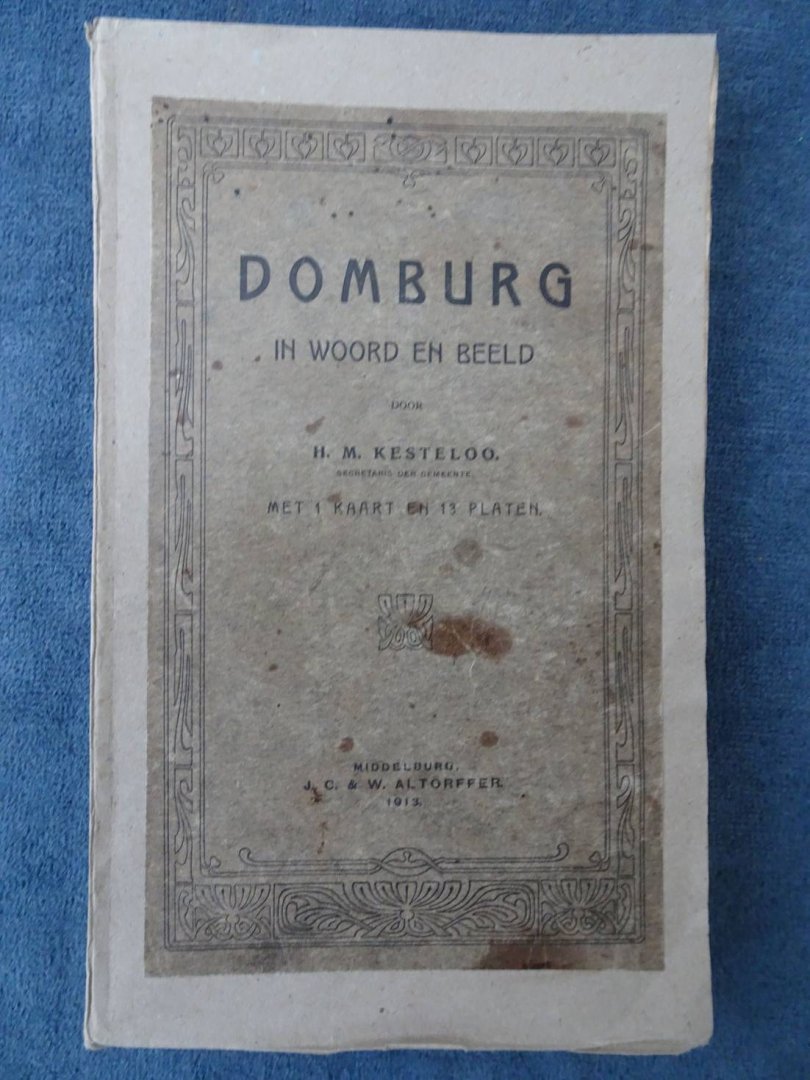 DOMBURG
IN WOORD EN BEELD
DOOR
H. M. KESTELOO.
SECRETARIS DER GEMEENTE.
MET 1 KAART EN 13 PLATEN.
MIDDELBURG,
J. C. & W. ALTORFFER.
1913.